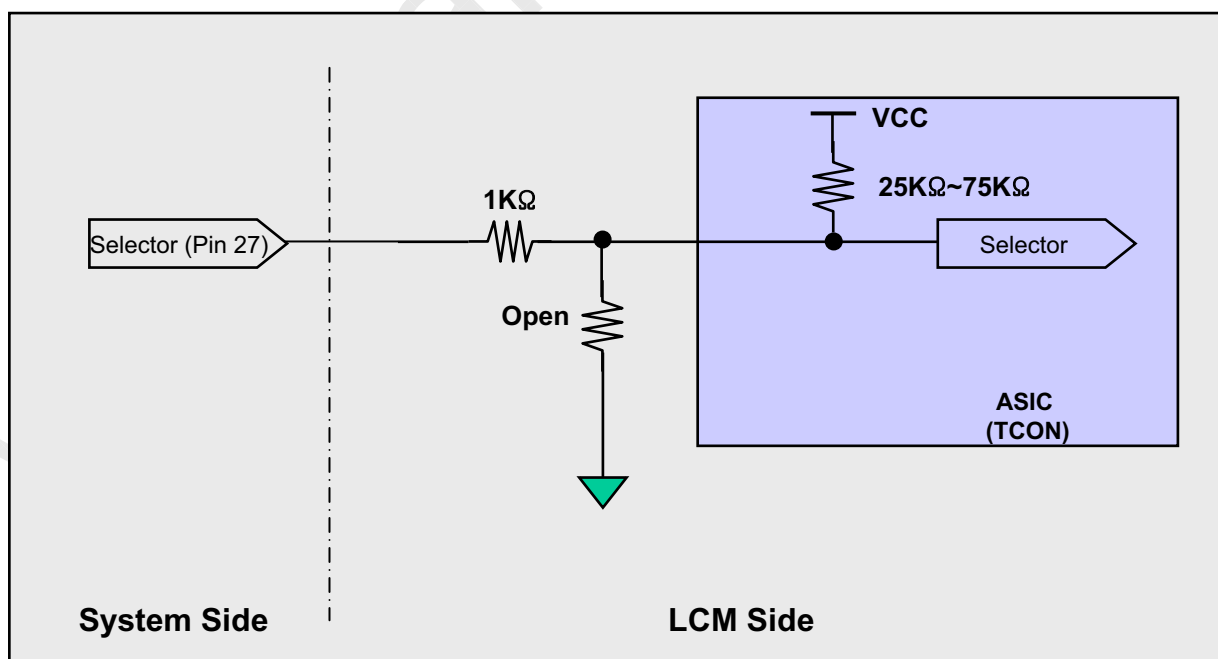 VCC
25KΩ~75KΩ
1KΩ
Selector (Pin 27)
Selector
Open
ASIC
(TCON)
System Side
LCM Side